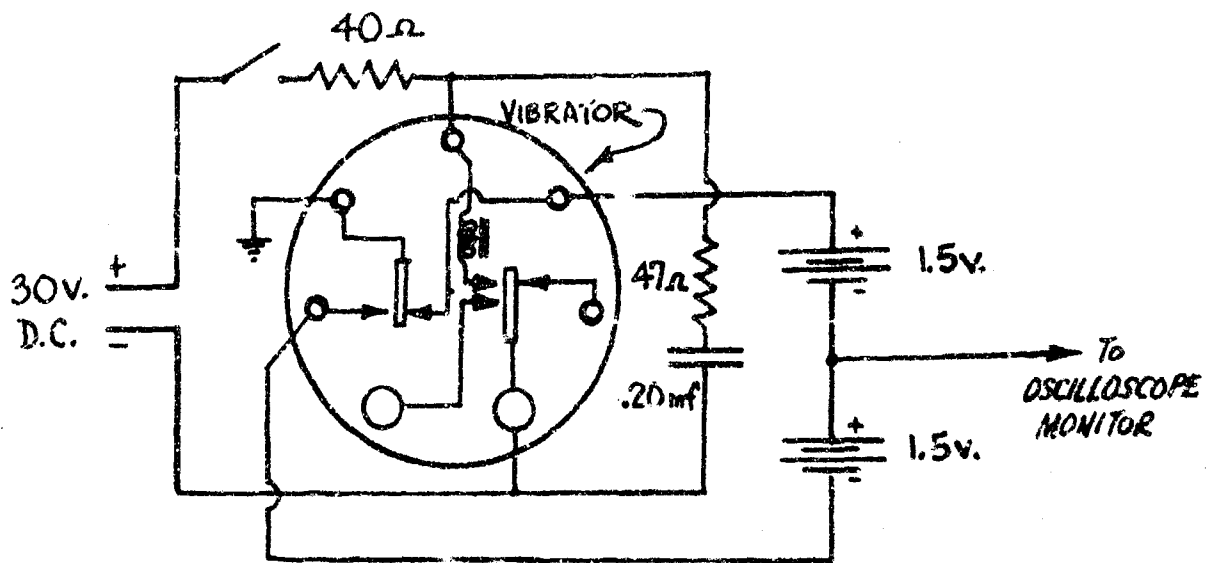 40Ω
VIBRATOR
+
30v.
D.C.
−
47Ω
.20mf
+
1.5v.
-
To
OSCILLOSCOPE
MONITOR
+
1.5v.
-